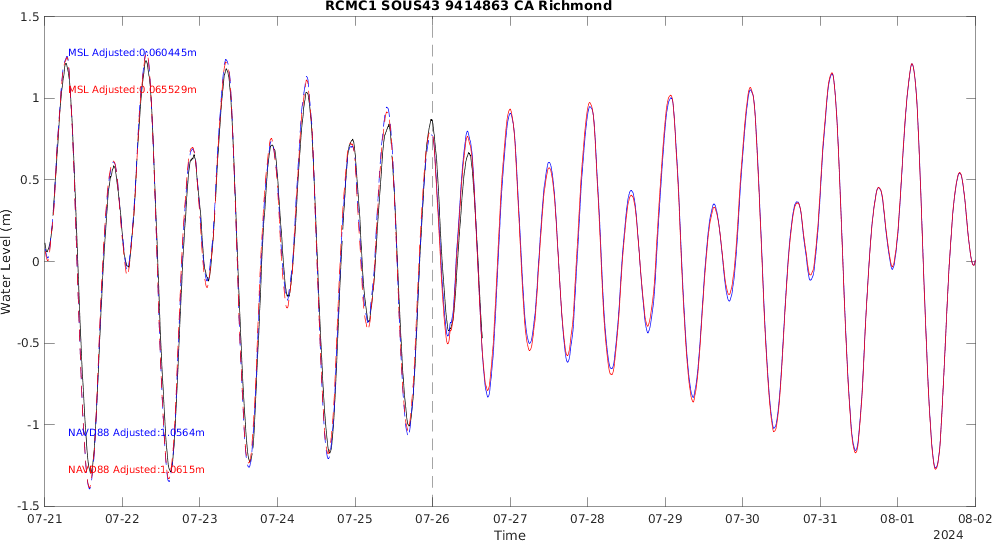 RCMC1 SOUS43 9414863 CA Richmond
1.5
MSL Adjusted:0.060445m
1
MSL Adjusted:0.065529m
0.5
0
Water Level (m)
-0.5
-1
NAVD88 Adjusted:1.0564m
NAVD88 Adjusted:1.0615m
-1.5
07-21 07-22 07-23 07-24 07-25 07-26 07-27 07-28 07-29 07-30 07-31 08-01 08-02
Time
2024